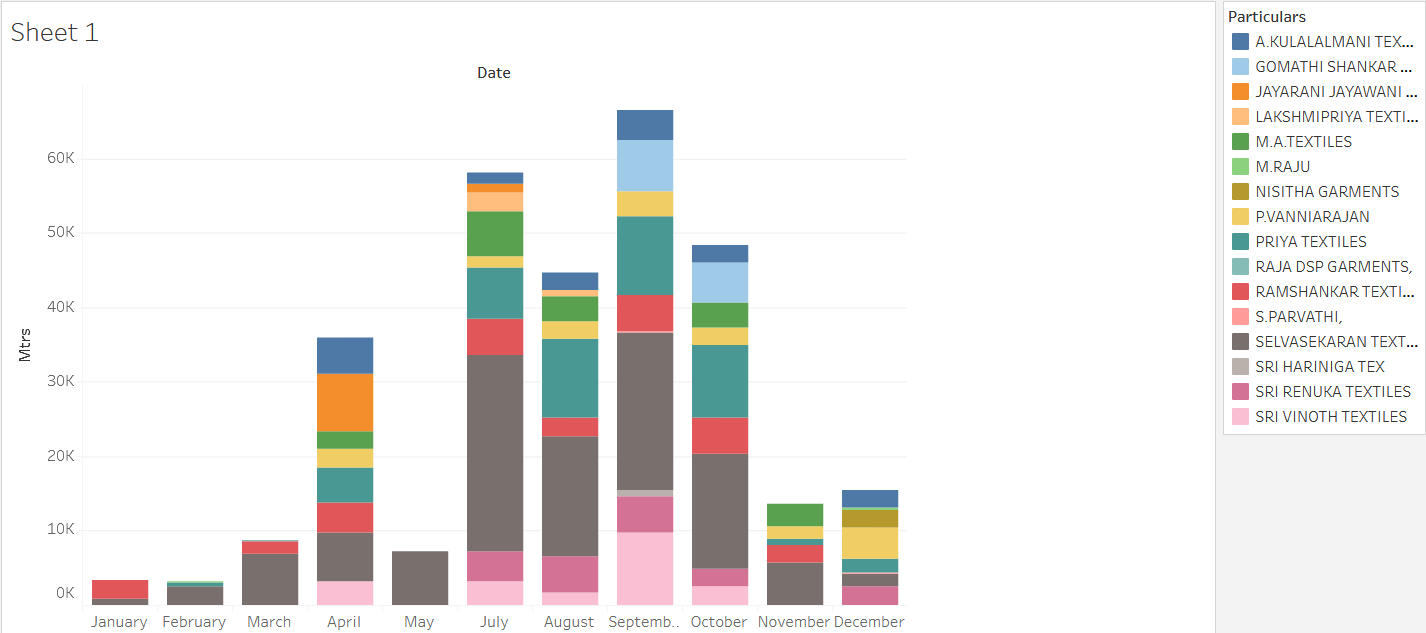 Sheet 1
Date
Mtrs
60K
50K
40K
30K
20K
10K
0K
January February March April May July August Septemb.. October November December
Particulars
A.KULALALMANI TEX...
GOMATHI SHANKAR ...
JAYARANI JAYAWANI ...
LAKSHMIPRIYA TEXTI...
M.A.TEXTILES
M.RAJU
NISITHA GARMENTS
P.VANNIARAJAN
PRIYA TEXTILES
RAJA DSP GARMENTS,
RAMSHANKAR TEXTI...
S.PARVATHI,
SELVASEKARAN TEXT...
SRI HARINIGA TEX
SRI RENUKA TEXTILES
SRI VINOTH TEXTILES